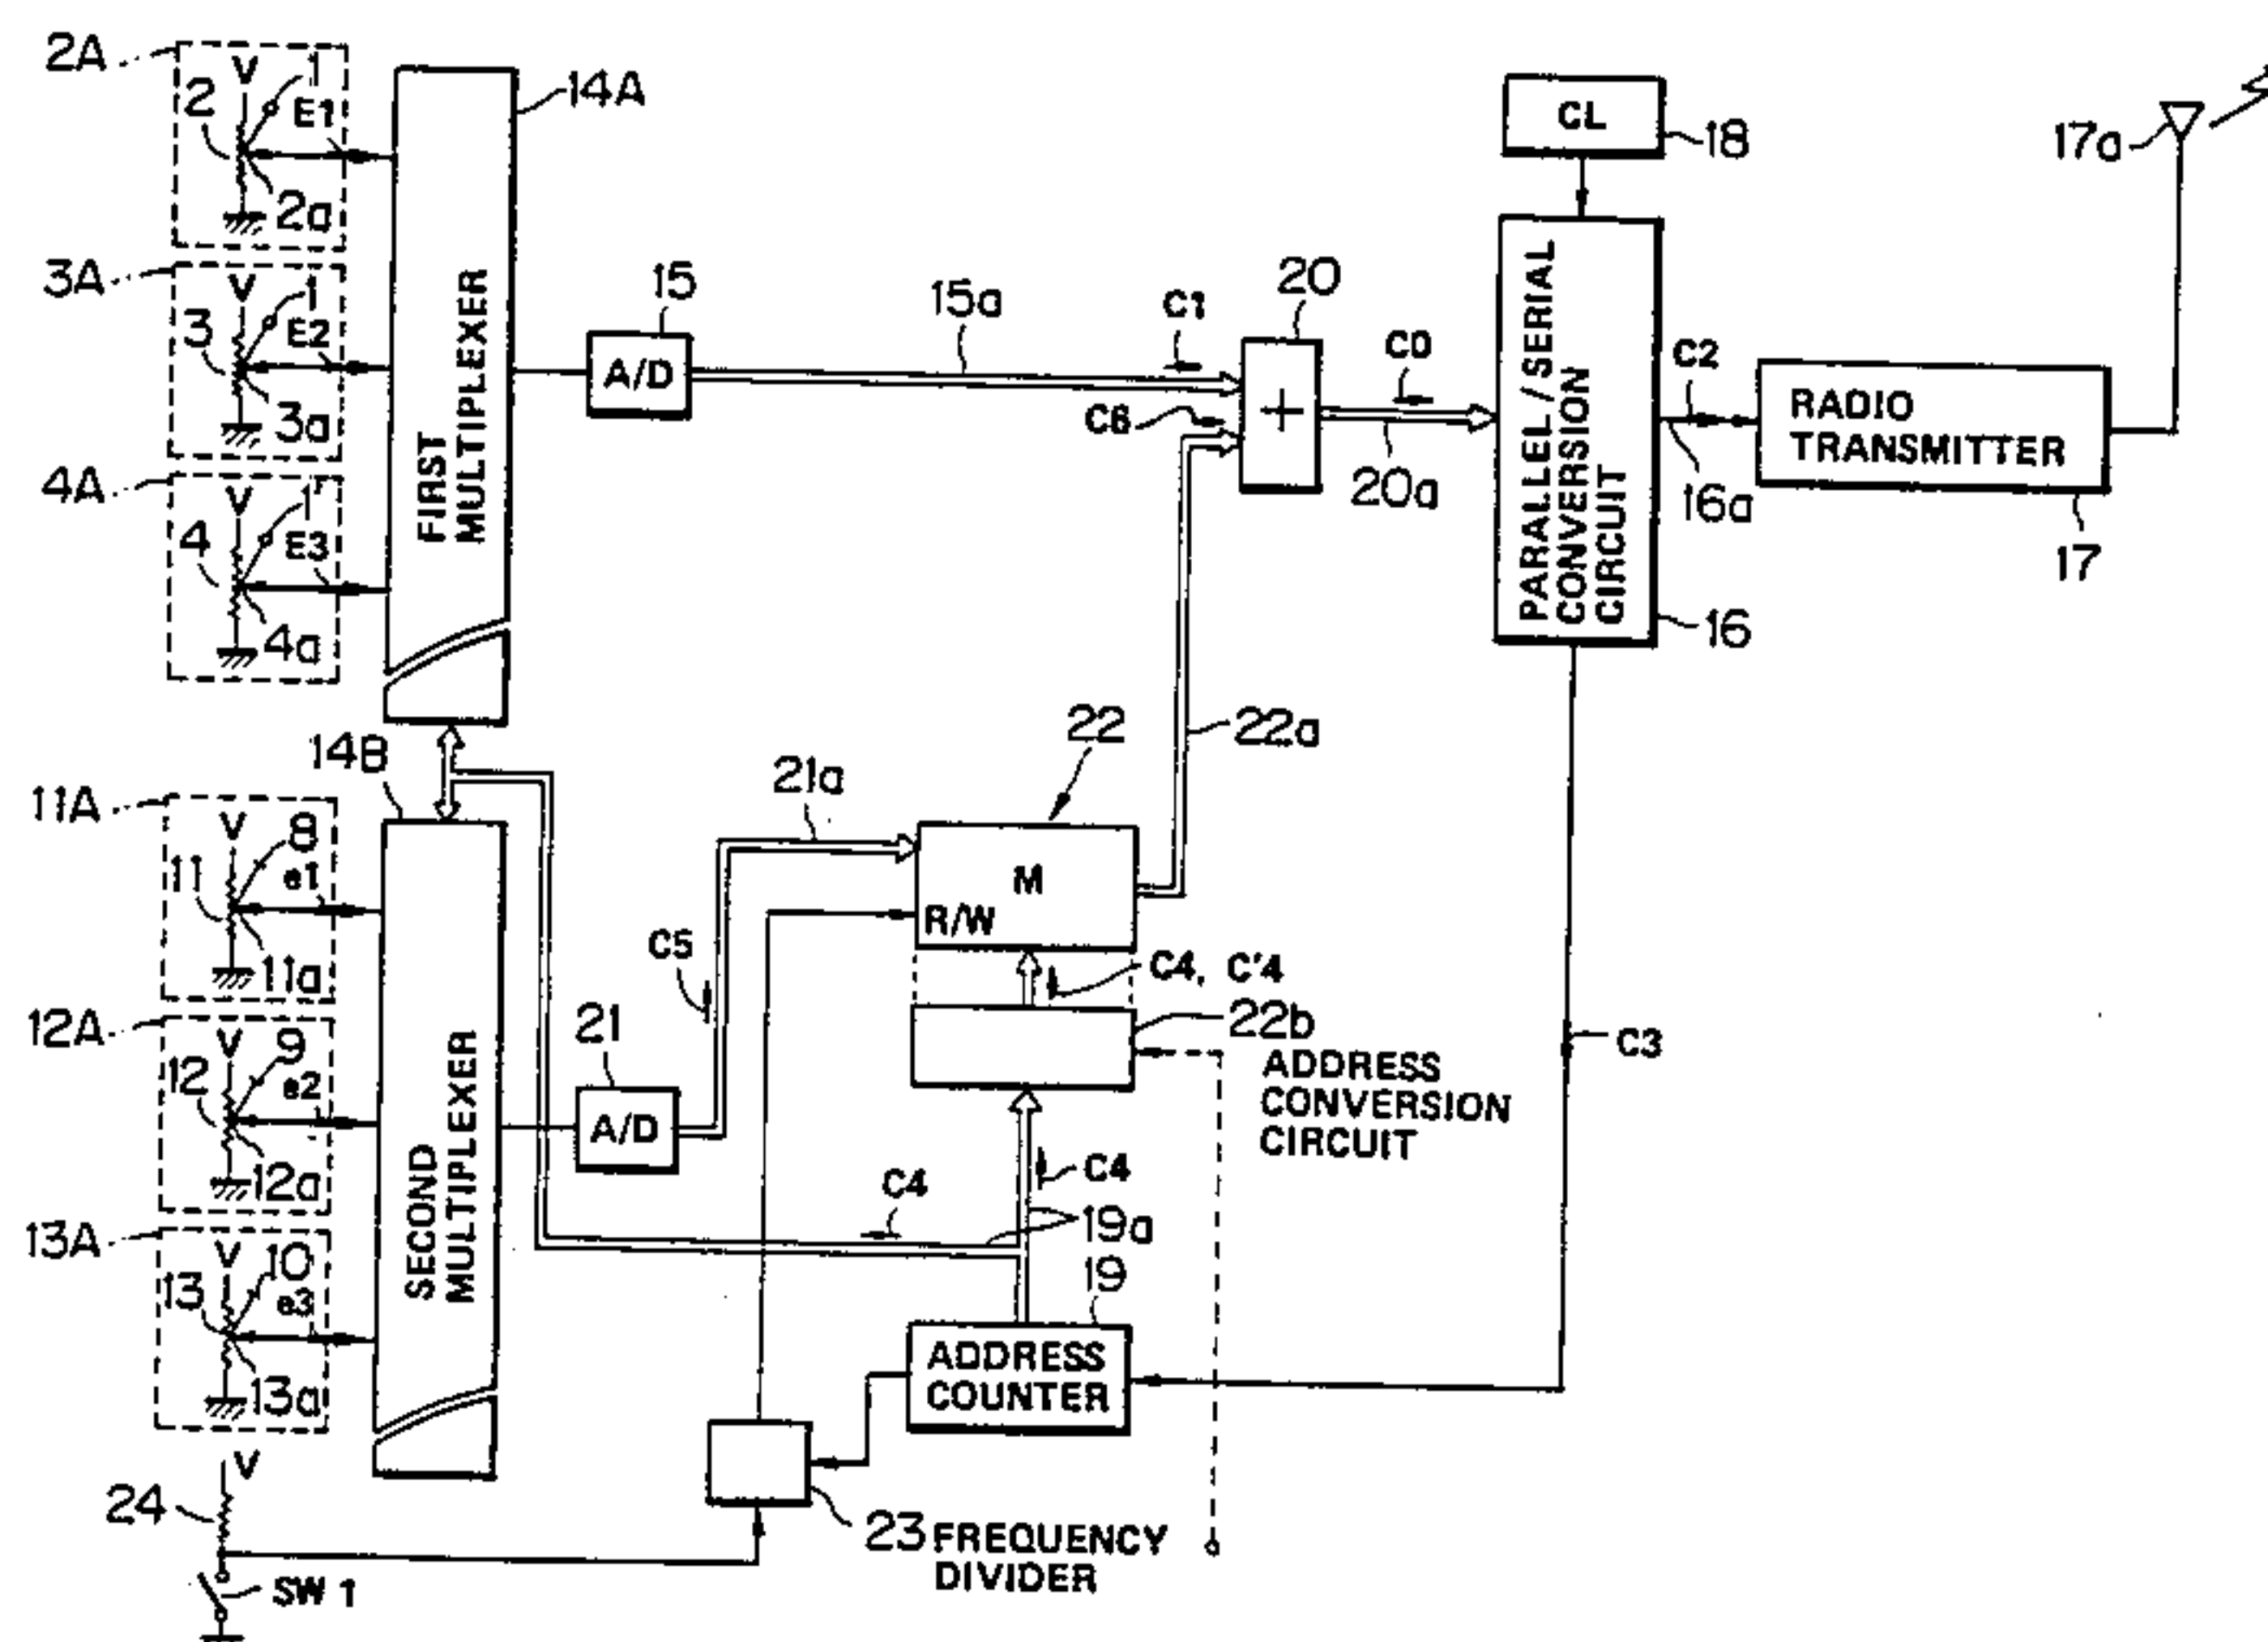 2A
V
1
2
E1
2a
3A
V
1
3
E2
3a
4A
V
1'
4
E3
4a
14A
FIRST
MULTIPLEXER
15
A/D
15a
C1
C6
20
+
C0
20a
CL
18
PARALLEL/SERIAL
CONVERSION
CIRCUIT
16
C2
16a
RADIO
TRANSMITTER
17
17a
14B
11A
V
8
11
e1
11a
12A
V
9
12
e2
12a
13A
V
10
13
e3
13a
SECOND
MULTIPLEXER
21
A/D
C5
21a
22
M
R/W
22a
C4, C'4
22b
ADDRESS
CONVERSION
CIRCUIT
C4
C4
19a
19
ADDRESS
COUNTER
C3
23 FREQUENCY
DIVIDER
V
24
SW 1